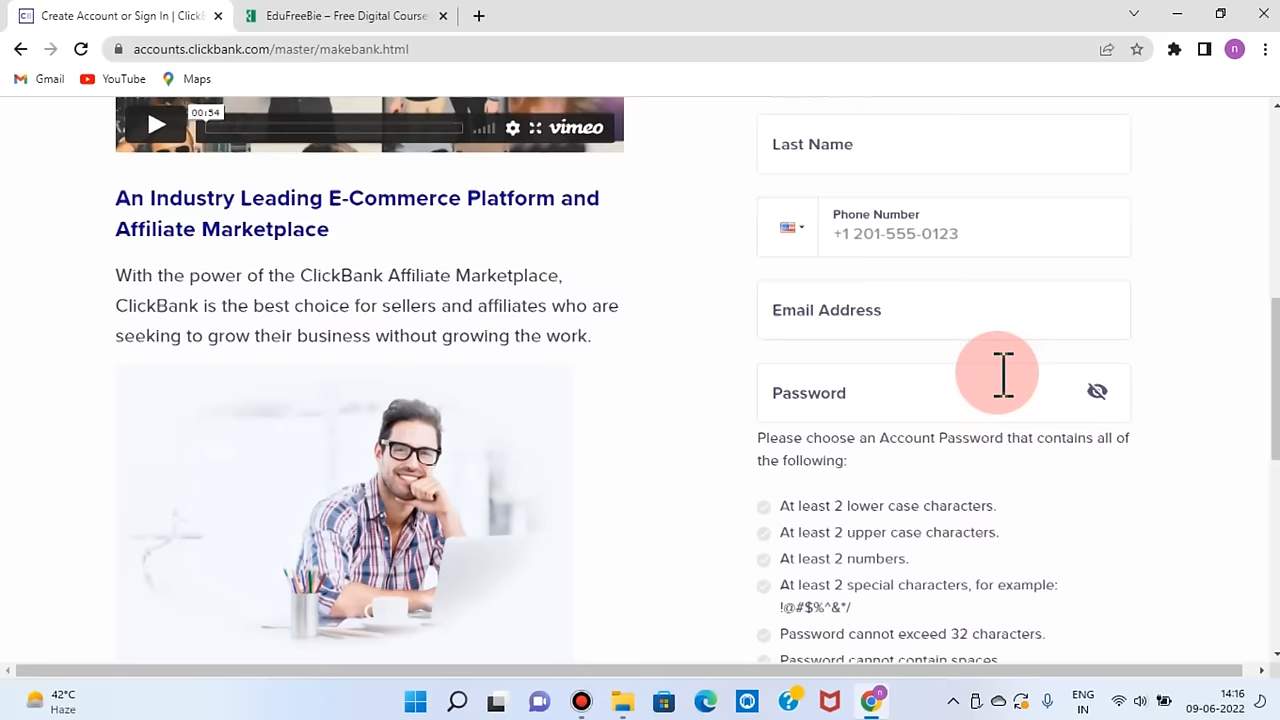 Create Account or Sign In | Click
EduFreeBie – Free Digital Course
accounts.clickbank.com/master/makebank.html
n
Gmail
YouTube
Maps
00:54
vimeo
An Industry Leading E-Commerce Platform and
Affiliate Marketplace
With the power of the ClickBank Affiliate Marketplace,
ClickBank is the best choice for sellers and affiliates who are
seeking to grow their business without growing the work.
Last Name
Phone Number
+1 201-555-0123
Email Address
Password
Please choose an Account Password that contains all of
the following:
At least 2 lower case characters.
At least 2 upper case characters.
At least 2 numbers.
At least 2 special characters, for example:
!@#$%^&*/
Password cannot exceed 32 characters.
Password cannot contain spaces
42°C
Haze
ENG
IN
14:16
09-06-2022